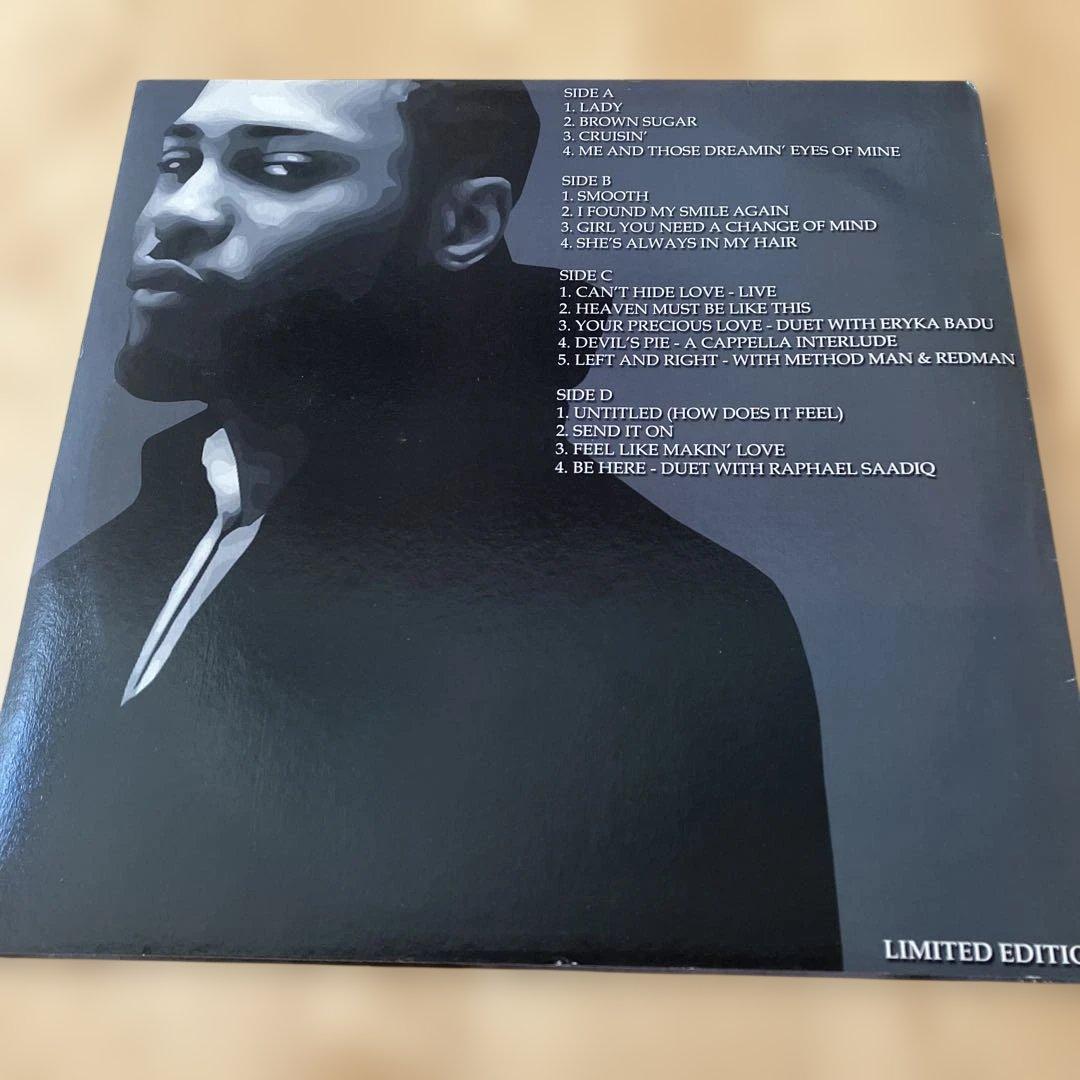 SIDE A
1. LADY
2. BROWN SUGAR
3. CRUISIN'
4. ME AND THOSE DREAMIN' EYES OF MINE
SIDE B
1. SMOOTH
2. I FOUND MY SMILE AGAIN
3. GIRL YOU NEED A CHANGE OF MIND
4. SHE'S ALWAYS IN MY HAIR
SIDE C
1. CAN'T HIDE LOVE - LIVE
2. HEAVEN MUST BE LIKE THIS
3. YOUR PRECIOUS LOVE - DUET WITH ERYKA BADU
4. DEVIL'S PIE - A CAPPELLA INTERLUDE
5. LEFT AND RIGHT - WITH METHOD MAN & REDMAN
SIDE D
1. UNTITLED (HOW DOES IT FEEL)
2. SEND IT ON
3. FEEL LIKE MAKIN' LOVE
4. BE HERE - DUET WITH RAPHAEL SAADIQ
LIMITED EDITIO